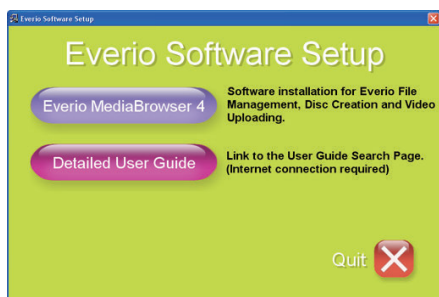 Everio Software Setup
Everio Software Setup
Everio MediaBrowser 4
Software installation for Everio File
Management, Disc Creation and Video
Uploading.
Detailed User Guide
Link to the User Guide Search Page.
(Internet connection required)
Quit